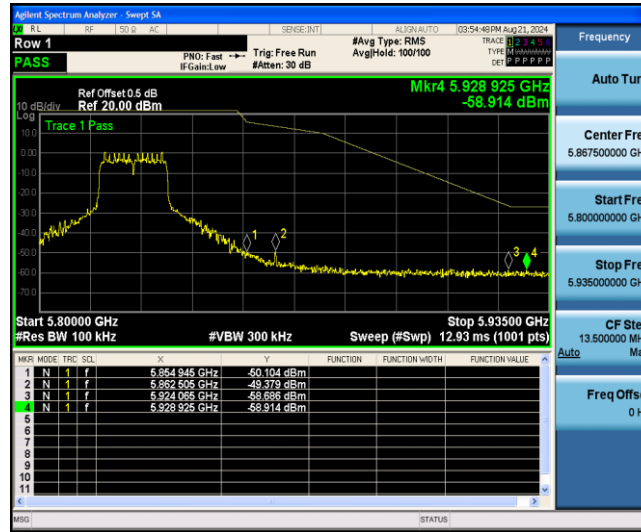 Agilent Spectrum Analyzer - Swept SA
RL RF 50 Ω AC SENSE:INT ALIGN AUTO 03:54:48 PM Aug 21, 2024
Row 1
PASS
PNO: Fast
IFGain:Low
Trig: Free Run
#Atten: 30 dB
#Avg Type: RMS
Avg|Hold: 100/100
TRACE 1 2 3 4 5 6
TYPE M
DET P P P P P P
Ref Offset 0.5 dB
10 dB/div Ref 20.00 dBm
Mkr4 5.928 925 GHz
-58.914 dBm
Log
Trace 1 Pass
10.0
0.00
-10.0
-20.0
-30.0
-40.0
-50.0
-60.0
-70.0
1
2
3
4
Start 5.80000 GHz Stop 5.93500 GHz
#Res BW 100 kHz #VBW 300 kHz Sweep (#Swp) 12.93 ms (1001 pts)
MKR MODE TRC SCL X Y FUNCTION FUNCTION WIDTH FUNCTION VALUE
1 N 1 f 5.854 945 GHz -50.104 dBm
2 N 1 f 5.862 505 GHz -49.379 dBm
3 N 1 f 5.924 065 GHz -58.686 dBm
4 N 1 f 5.928 925 GHz -58.914 dBm
5
6
7
8
9
10
11
MSG STATUS
Frequency
Auto Tun
Center Fre
5.867500000 GH
Start Fre
5.800000000 GH
Stop Fre
5.935000000 GH
CF Ste
13.500000 MH
Auto Ma
Freq Offs
0 H